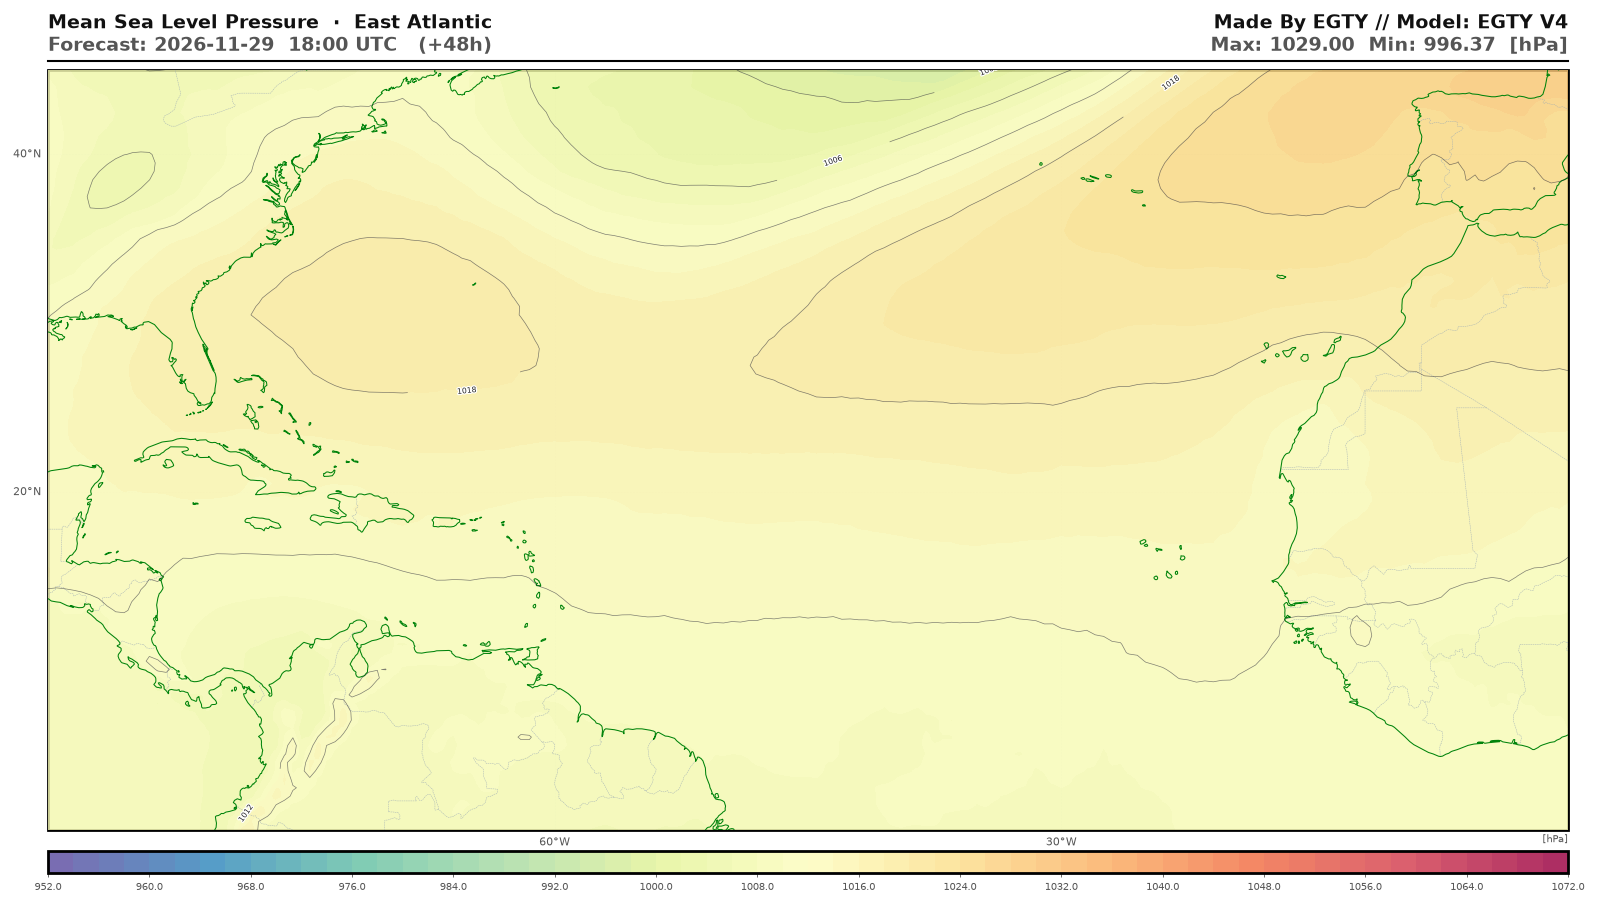 Mean Sea Level Pressure · East Atlantic
Made By EGTY // Model: EGTY V4
Forecast: 2026-11-29 18:00 UTC (+48h)
Max: 1029.00 Min: 996.37 [hPa]
1018
40°N
1006
1018
20°N
1012
60°W
30°W
[hPa]
952.0
960.0
968.0
976.0
984.0
992.0
1000.0
1008.0
1016.0
1024.0
1032.0
1040.0
1048.0
1056.0
1064.0
1072.0